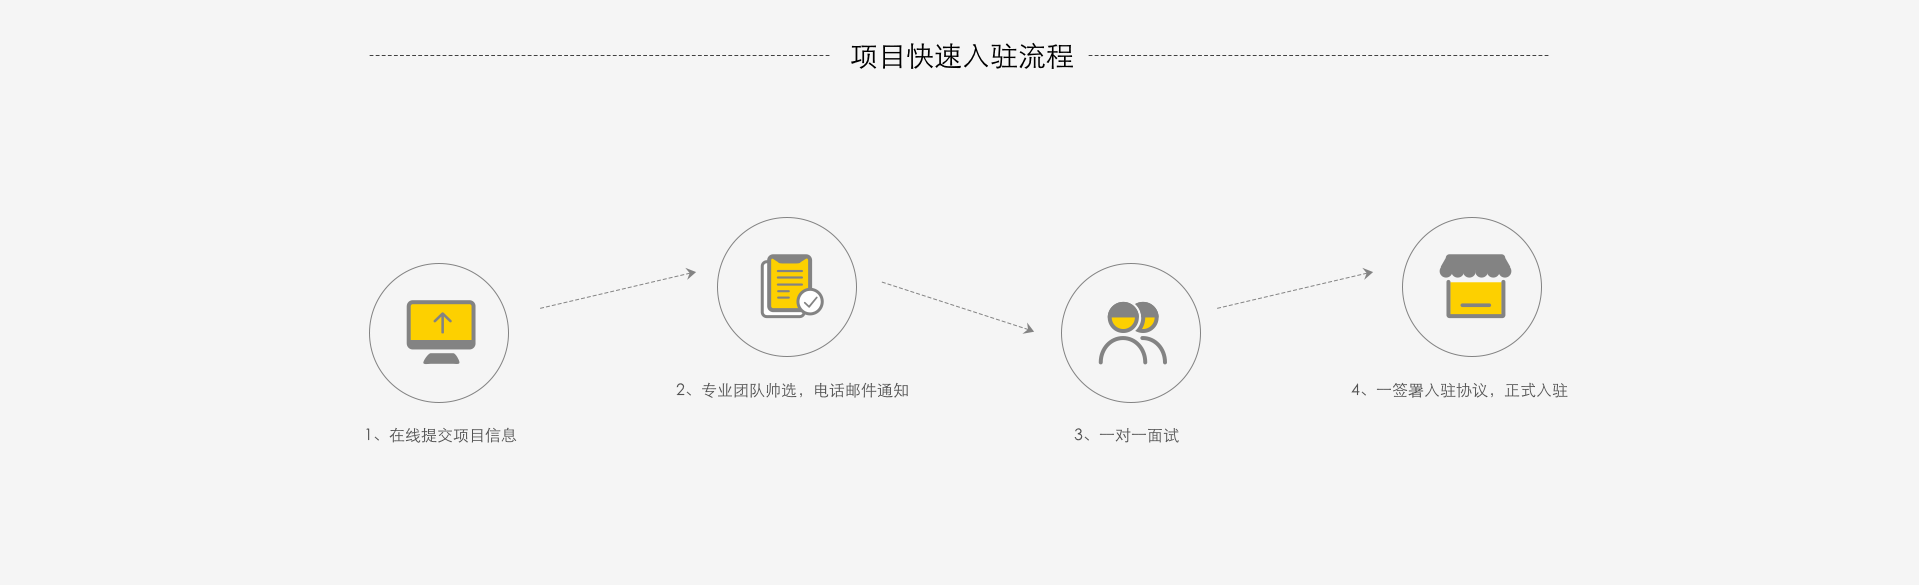 项目快速入驻流程
1、在线提交项目信息
2、专业团队帅选，电话邮件通知
3、一对一面试
4、一签署入驻协议，正式入驻